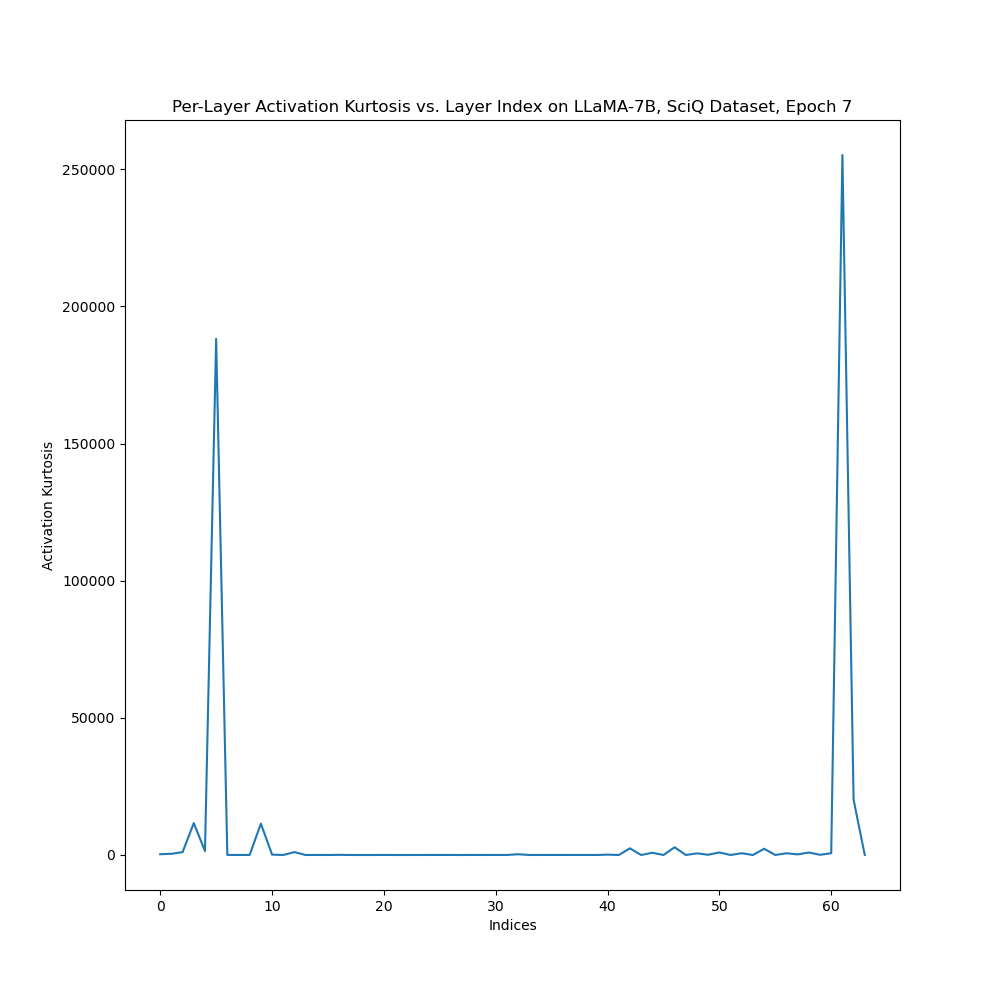 Per-Layer Activation Kurtosis vs. Layer Index on LLaMA-7B, SciQ Dataset, Epoch 7
250000
200000
150000
100000
50000
0
Activation Kurtosis
0 10 20 30 40 50 60
Indices